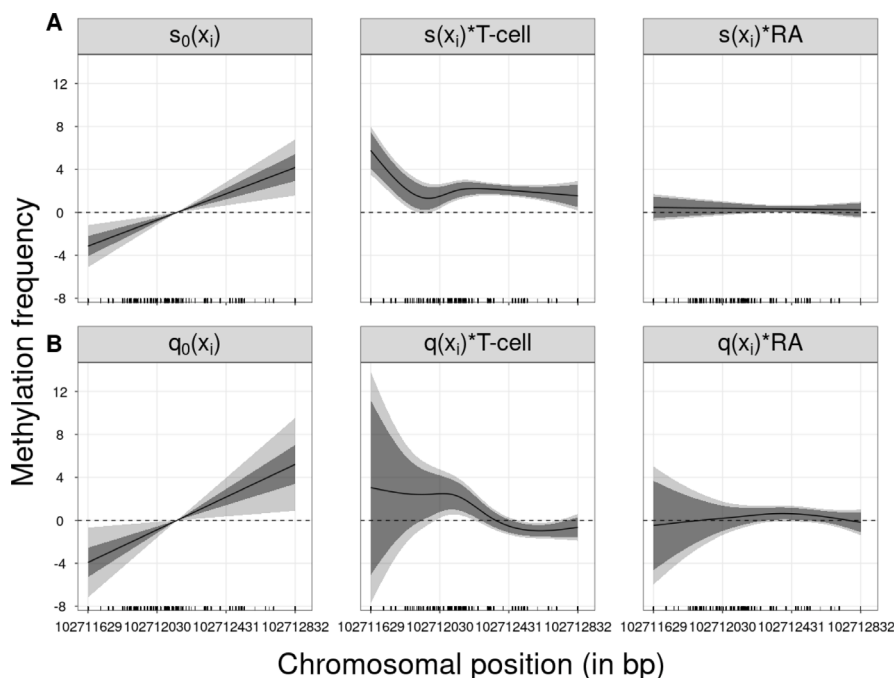 A
s0(xi)
s(xi)*T-cell
s(xi)*RA
12
8
4
0
-4
-8
B
q0(xi)
q(xi)*T-cell
q(xi)*RA
12
8
4
0
-4
-8
Methylation frequency
102711629 102712030 102712431 102712832
102711629 102712030 102712431 102712832
102711629 102712030 102712431 102712832
Chromosomal position (in bp)